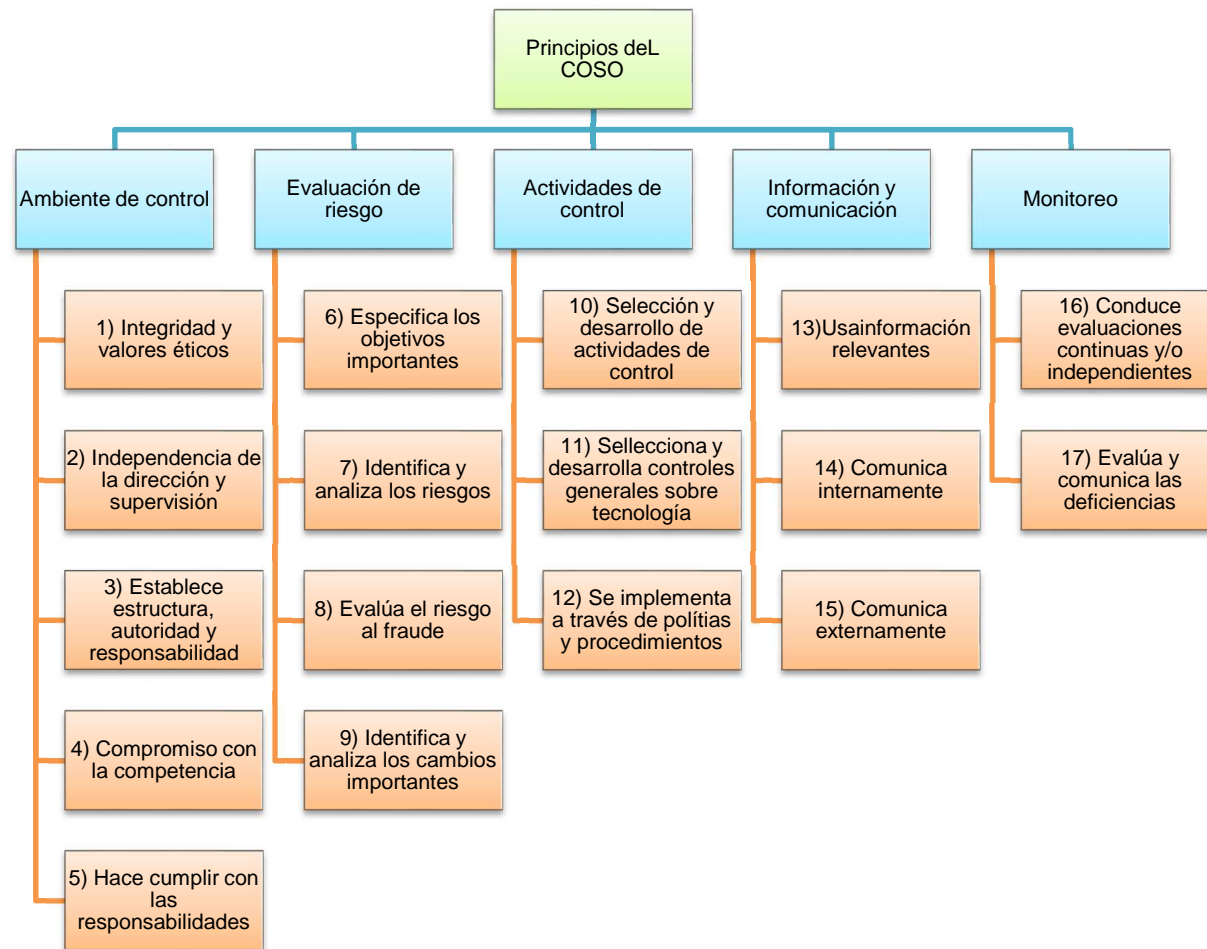 Principios deL
COSO
Ambiente de control
Evaluación de
riesgo
Actividades de
control
Información y
comunicación
Monitoreo
1) Integridad y
valores éticos
2) Independencia de
la dirección y
supervisión
3) Establece
estructura,
autoridad y
responsabilidad
4) Compromiso con
la competencia
5) Hace cumplir con
las
responsabilidades
6) Especifica los
objetivos
importantes
7) Identifica y
analiza los riesgos
8) Evalúa el riesgo
al fraude
9) Identifica y
analiza los cambios
importantes
10) Selección y
desarrollo de
actividades de
control
11) Sellecciona y
desarrolla controles
generales sobre
tecnología
12) Se implementa
a través de polítias
y procedimientos
13)Usainformación
relevantes
14) Comunica
internamente
15) Comunica
externamente
16) Conduce
evaluaciones
continuas y/o
independientes
17) Evalúa y
comunica las
deficiencias